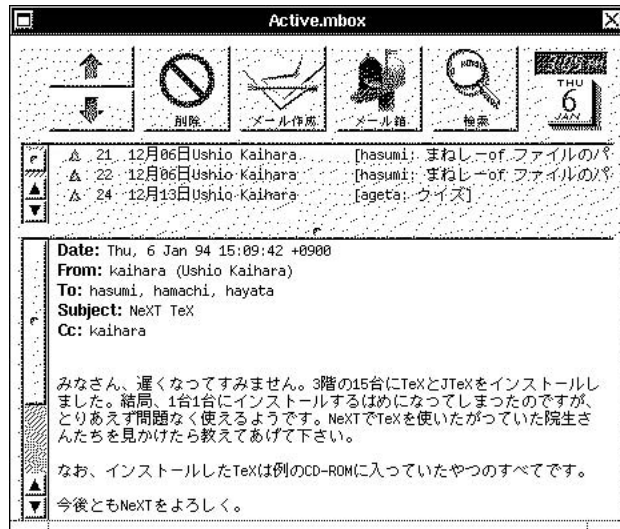 Active.mbox
削除
メール作成
メール箱
検索
THU
6
JAN
21 12月06日Ushio Kaihara [hasumi: まねしーof ファイルのパ
22 12月06日Ushio Kaihara [hasumi: まねしーof ファイルのパ
24 12月13日Ushio Kaihara [ageta: クイズ]
Date: Thu, 6 Jan 94 15:09:42 +0900
From: kaihara (Ushio Kaihara)
To: hasumi, hamachi, hayata
Subject: NeXT TeX
Cc: kaihara
みなさん、遅くなってすみません。3階の15台にTeXとJTeXをインストールし
ました。結局、1台1台にインストールするはめになってしまったのですが、
とりあえず問題なく使えるようです。NeXTでTeXを使いたがっていた院生さ
んたちを見かけたら教えてあげて下さい。
なお、インストールしたTeXは例のCD-ROMに入っていたやつのすべてです。
今後ともNeXTをよろしく。